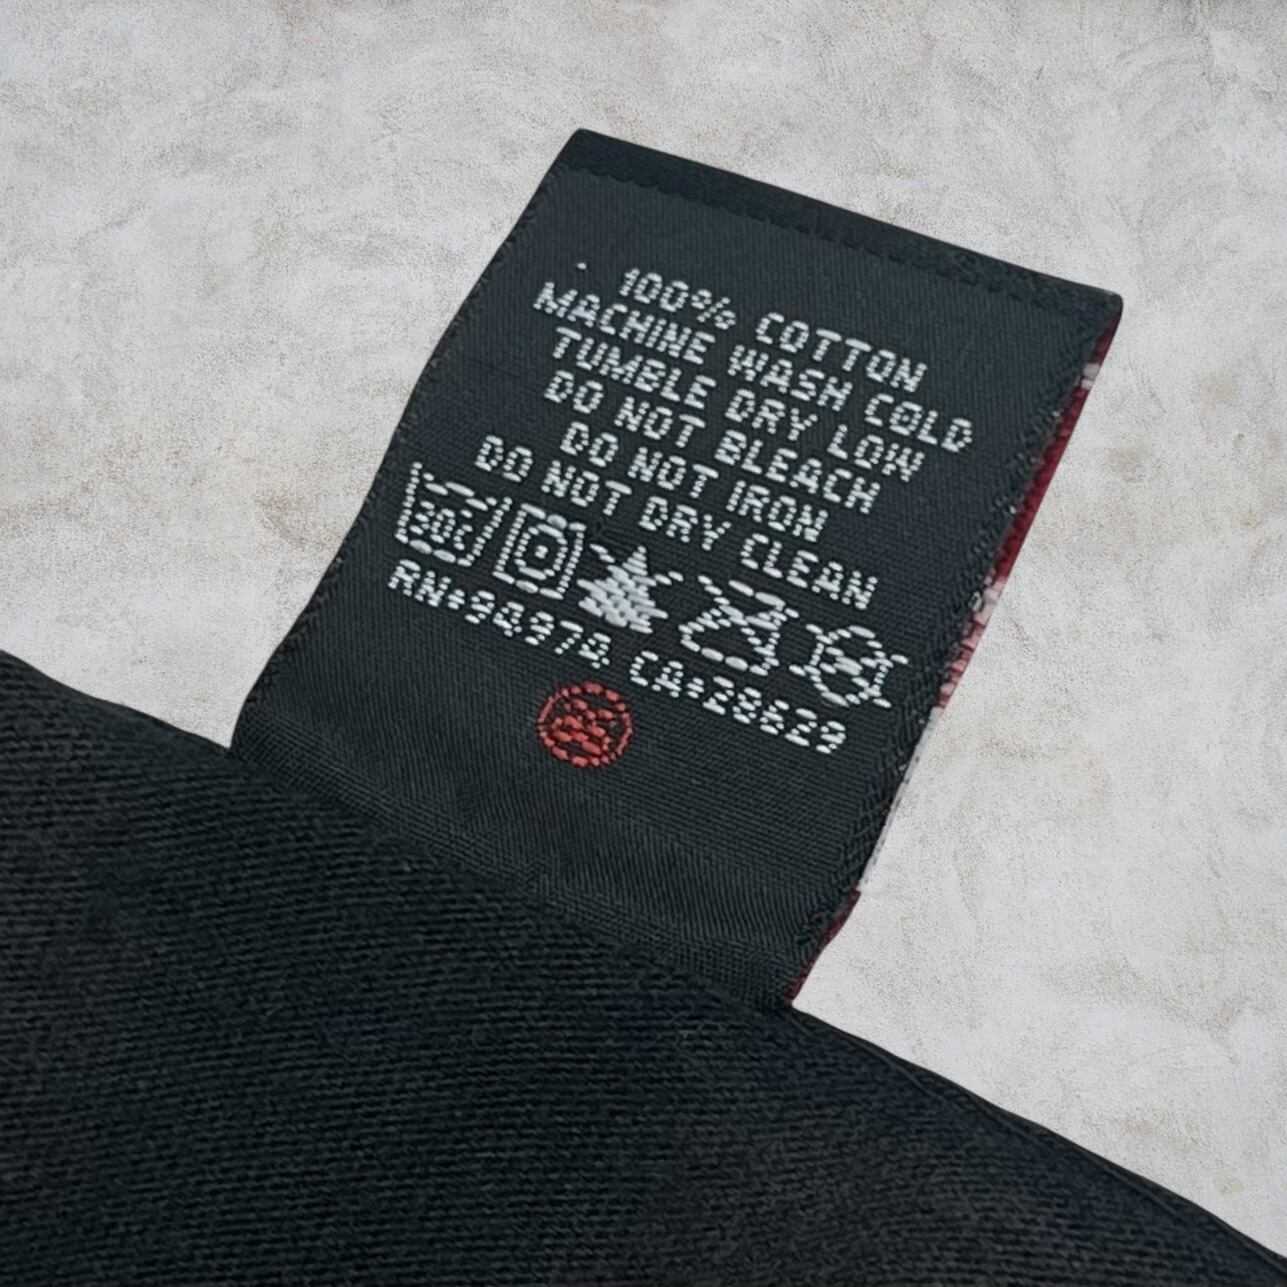 100% COTTON
MACHINE WASH COLD
TUMBLE DRY LOW
DO NOT BLEACH
DO NOT IRON
DO NOT DRY CLEAN
30C
RN#94974 CA#28629